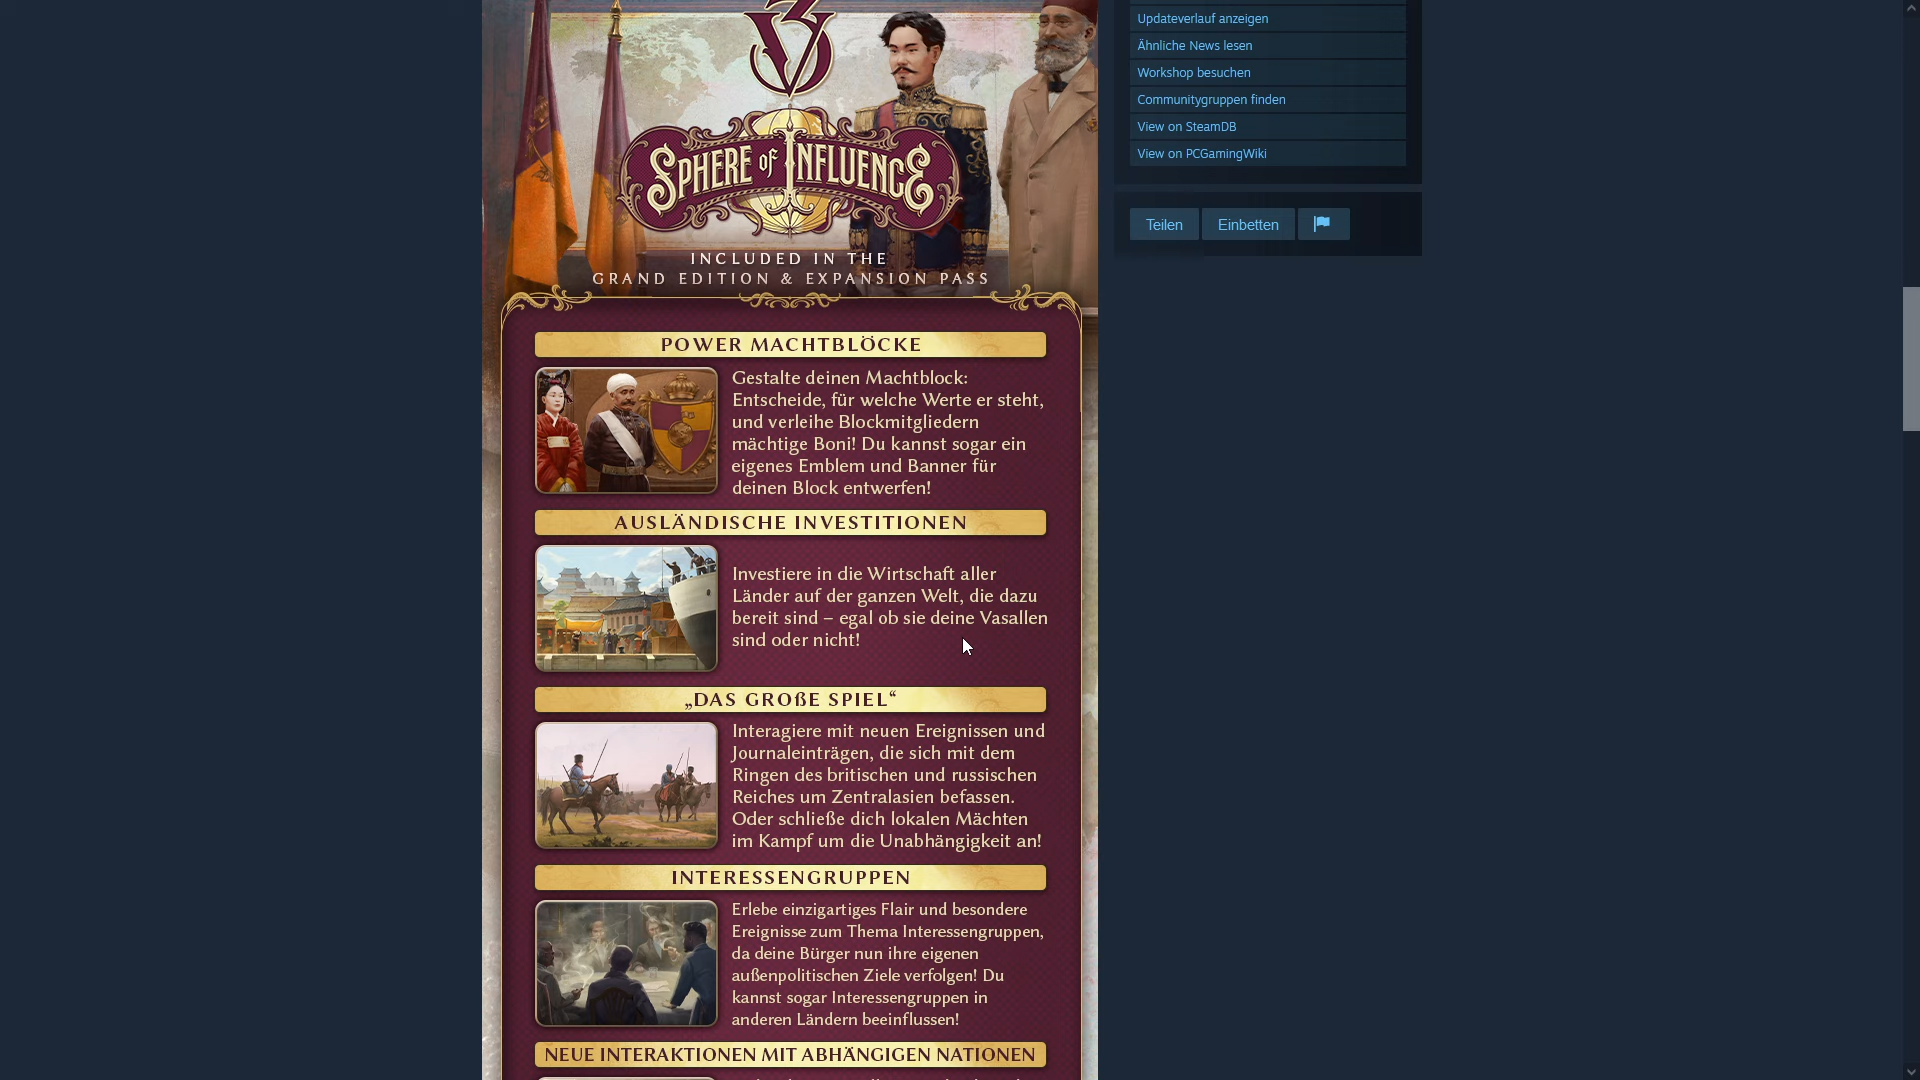 V3
SPHERE OF INFLUENCE
INCLUDED IN THE
GRAND EDITION & EXPANSION PASS
POWER MACHTBLÖCKE
Gestalte deinen Machtblock:
Entscheide, für welche Werte er steht,
und verleihe Blockmitgliedern
mächtige Boni! Du kannst sogar ein
eigenes Emblem und Banner für
deinen Block entwerfen!
AUSLÄNDISCHE INVESTITIONEN
Investiere in die Wirtschaft aller
Länder auf der ganzen Welt, die dazu
bereit sind – egal ob sie deine Vasallen
sind oder nicht!
„DAS GROßE SPIEL“
Interagiere mit neuen Ereignissen und
Journaleinträgen, die sich mit dem
Ringen des britischen und russischen
Reiches um Zentralasien befassen.
Oder schließe dich lokalen Mächten
im Kampf um die Unabhängigkeit an!
INTERESSENGRUPPEN
Erlebe einzigartiges Flair und besondere
Ereignisse zum Thema Interessengruppen,
da deine Bürger nun ihre eigenen
außenpolitischen Ziele verfolgen! Du
kannst sogar Interessengruppen in
anderen Ländern beeinflussen!
NEUE INTERAKTIONEN MIT ABHÄNGIGEN NATIONEN
Updateverlauf anzeigen
Ähnliche News lesen
Workshop besuchen
Communitygruppen finden
View on SteamDB
View on PCGamingWiki
Teilen
Einbetten